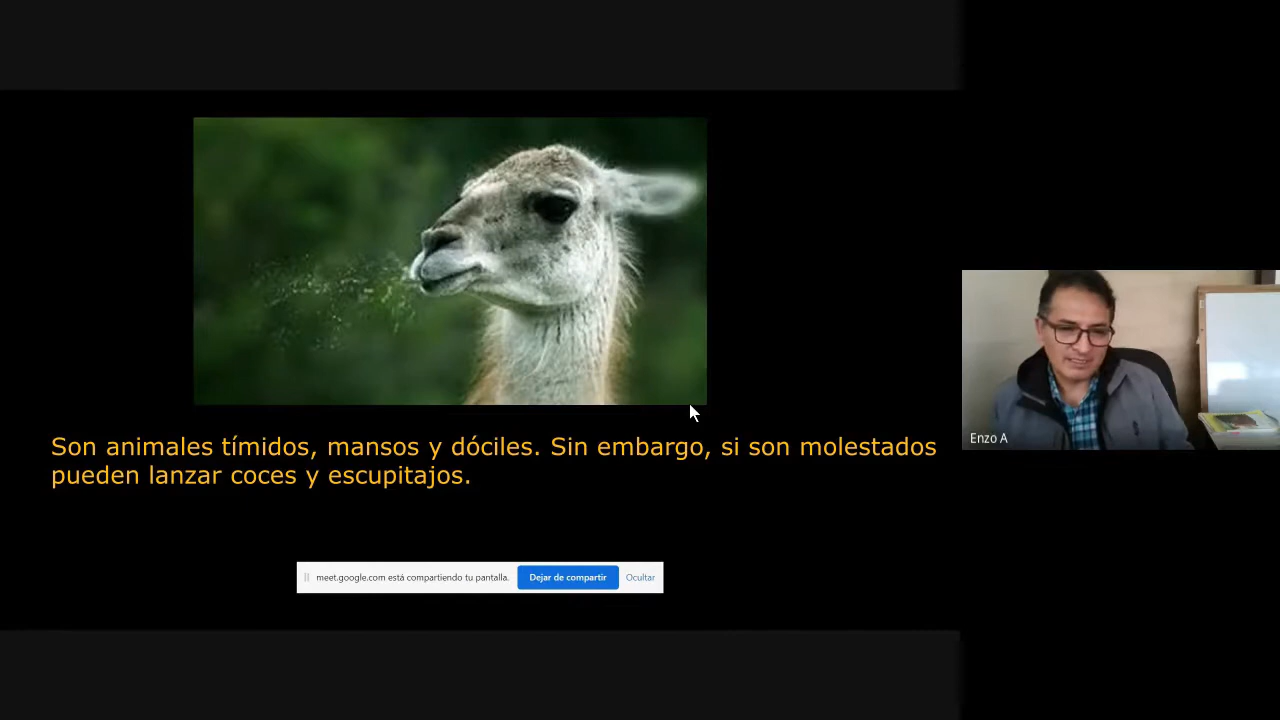 Son animales tímidos, mansos y dóciles. Sin embargo, si son molestados
pueden lanzar coces y escupitajos.
Enzo A
meet.google.com está compartiendo tu pantalla. Dejar de compartir Ocultar